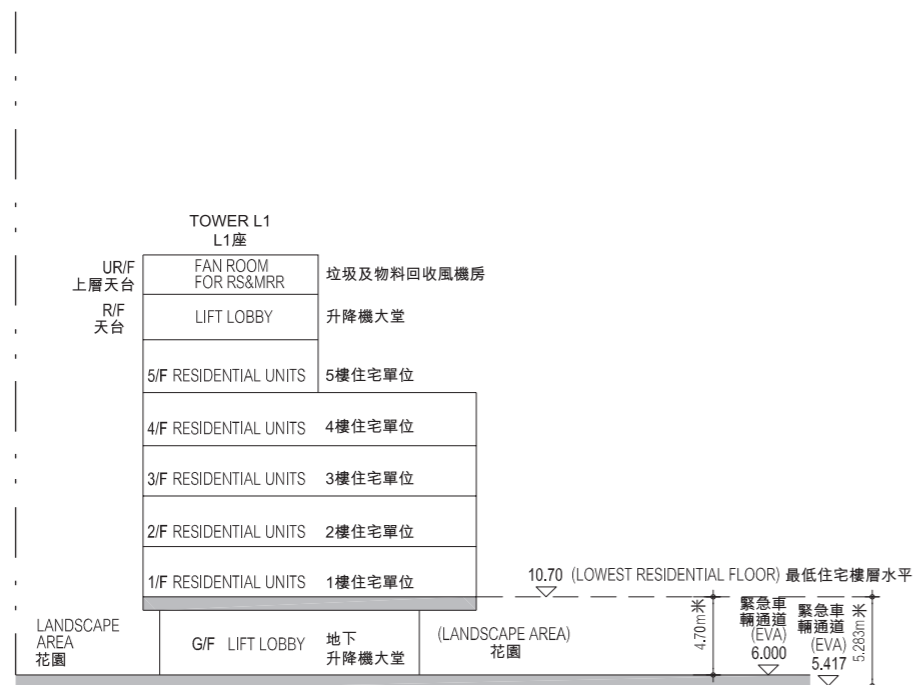 TOWER L1
L1座
UR/F
上層天台
FAN ROOM
FOR RS&MRR
垃圾及物料回收風機房
R/F
天台
LIFT LOBBY
升降機大堂
5/F RESIDENTIAL UNITS 5樓住宅單位
4/F RESIDENTIAL UNITS 4樓住宅單位
3/F RESIDENTIAL UNITS 3樓住宅單位
2/F RESIDENTIAL UNITS 2樓住宅單位
1/F RESIDENTIAL UNITS 1樓住宅單位
10.70 (LOWEST RESIDENTIAL FLOOR) 最低住宅樓層水平
LANDSCAPE
AREA
花園
G/F LIFT LOBBY
地下
升降機大堂
(LANDSCAPE AREA)
花園
4.70m米
緊急車
輛通道
(EVA)
6.000
緊急車
輛通道
(EVA)
5.417
5.283m米